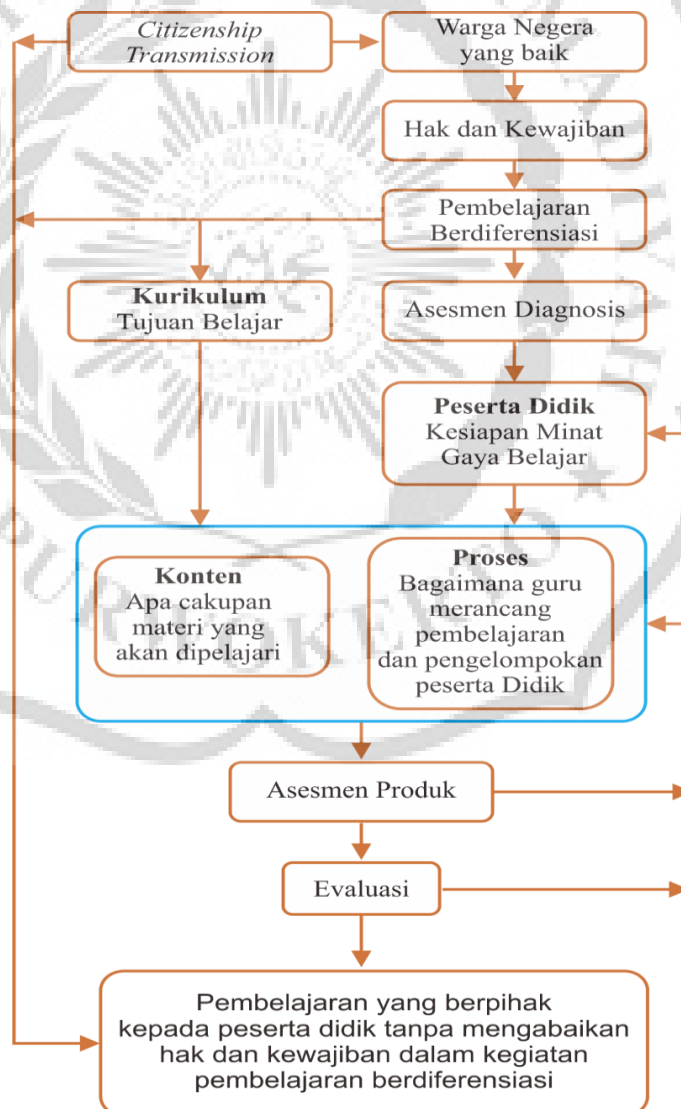 Citizenship
Transmission
Warga Negera
yang baik
Hak dan Kewajiban
Pembelajaran
Berdiferensiasi
Kurikulum
Tujuan Belajar
Asesmen Diagnosis
Peserta Didik
Kesiapan Minat
Gaya Belajar
Konten
Apa cakupan
materi yang
akan dipelajari
Proses
Bagaimana guru
merancang
pembelajaran
dan pengelompokan
peserta Didik
Asesmen Produk
Evaluasi
Pembelajaran yang berpihak
kepada peserta didik tanpa mengabaikan
hak dan kewajiban dalam kegiatan
pembelajaran berdiferensiasi